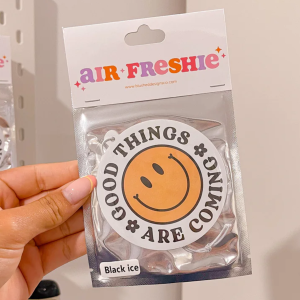 AIR FRESHIE
GOOD THINGS
ARE COMING
Black ice